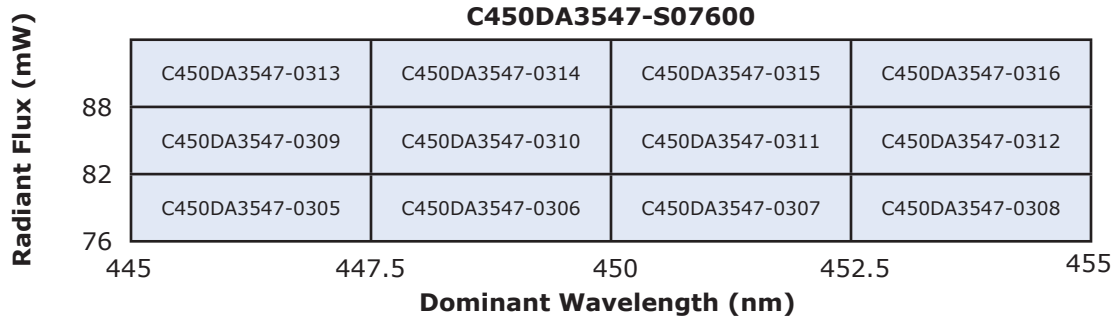 C450DA3547-S07600
Radiant Flux (mW)
C450DA3547-0313 C450DA3547-0314 C450DA3547-0315 C450DA3547-0316
88
C450DA3547-0309 C450DA3547-0310 C450DA3547-0311 C450DA3547-0312
82
C450DA3547-0305 C450DA3547-0306 C450DA3547-0307 C450DA3547-0308
76
445 447.5 450 452.5 455
Dominant Wavelength (nm)